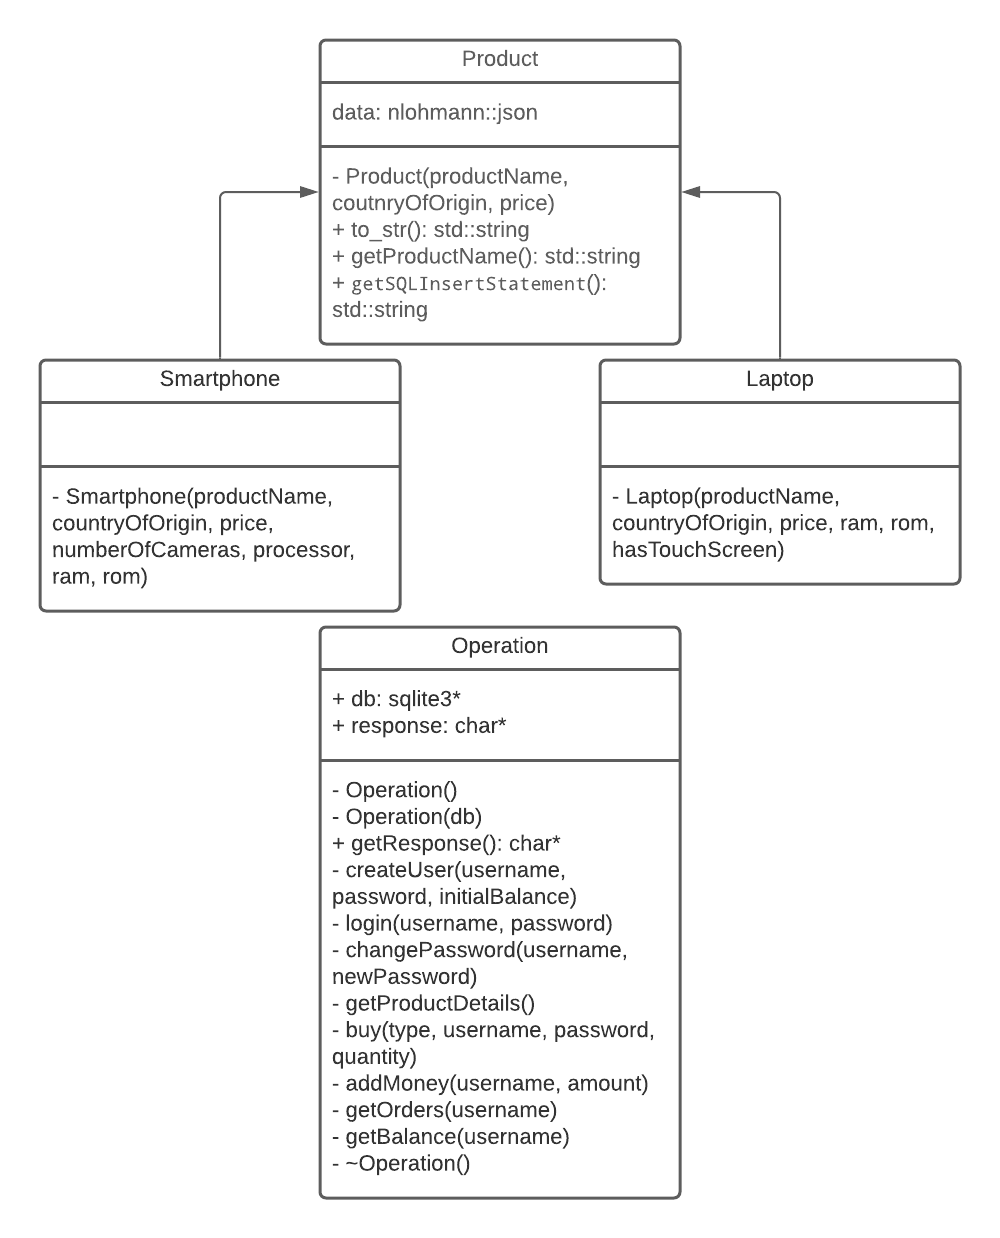 Product
data: nlohmann::json
- Product(productName,
coutnryOfOrigin, price)
+ to_str(): std::string
+ getProductName(): std::string
+ getSQLInsertStatement():
std::string
Smartphone
- Smartphone(productName,
countryOfOrigin, price,
numberOfCameras, processor,
ram, rom)
Laptop
- Laptop(productName,
countryOfOrigin, price, ram, rom,
hasTouchScreen)
Operation
+ db: sqlite3*
+ response: char*
- Operation()
- Operation(db)
+ getResponse(): char*
- createUser(username,
password, initialBalance)
- login(username, password)
- changePassword(username,
newPassword)
- getProductDetails()
- buy(type, username, password,
quantity)
- addMoney(username, amount)
- getOrders(username)
- getBalance(username)
- ~Operation()